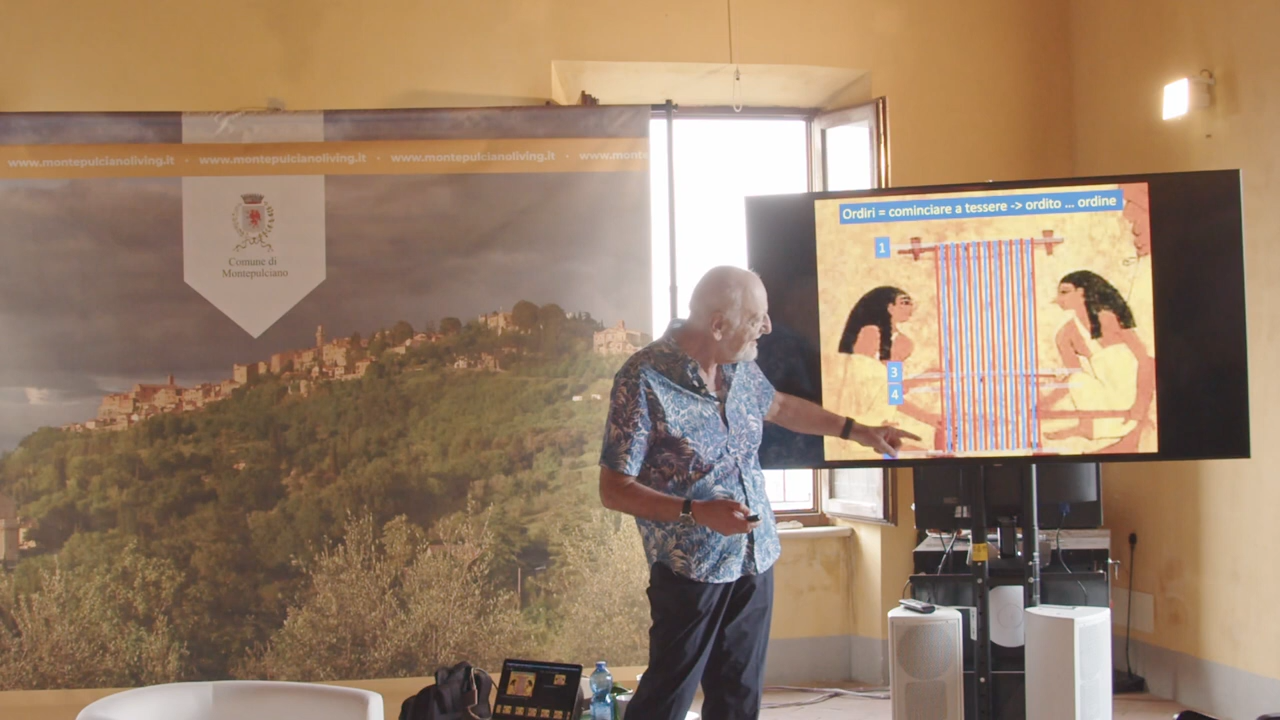 www.montepulcianoliving.it · www.montepulcianoliving.it · www.montepulcianoliving.it · www.monte
Comune di
Montepulciano
Ordiri = cominciare a tessere -> ordito ... ordine
1
3
4